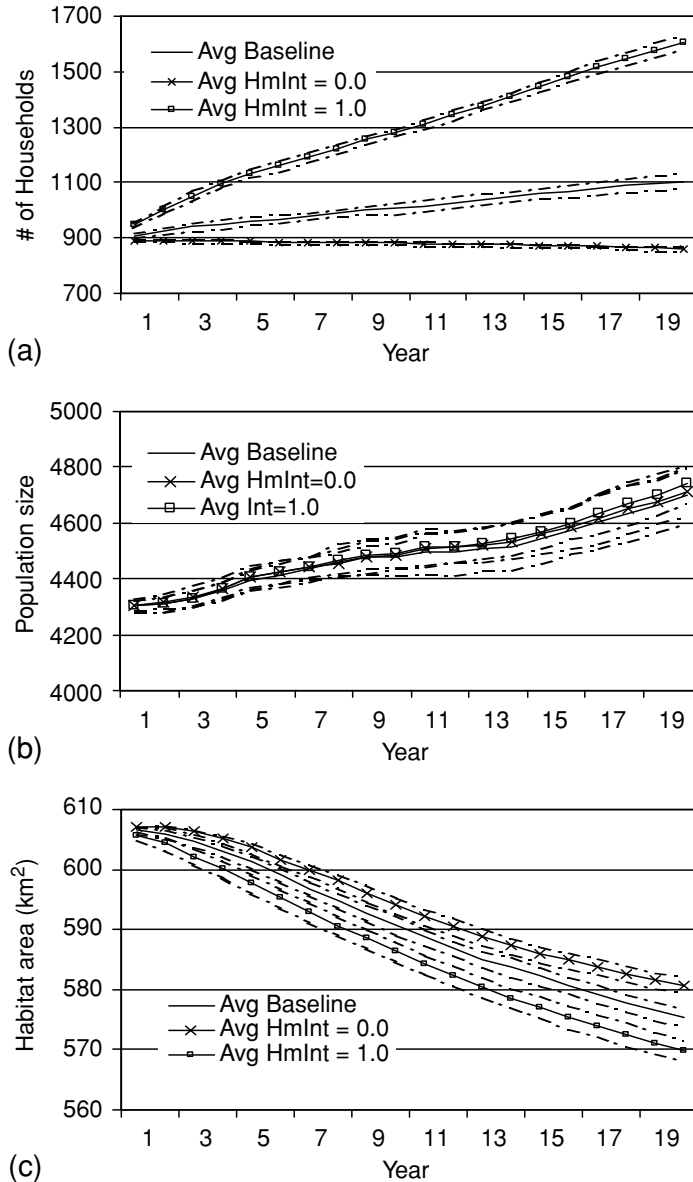 1700
1500
1300
1100
900
700
# of Households
Avg Baseline
Avg HmInt = 0.0
Avg HmInt = 1.0
1 3 5 7 9 11 13 15 17 19
Year
(a)
5000
4800
4600
4400
4200
4000
Population size
Avg Baseline
Avg HmInt=0.0
Avg Int=1.0
1 3 5 7 9 11 13 15 17 19
Year
(b)
610
600
590
580
570
560
Habitat area (km²)
Avg Baseline
Avg HmInt = 0.0
Avg HmInt = 1.0
1 3 5 7 9 11 13 15 17 19
Year
(c)